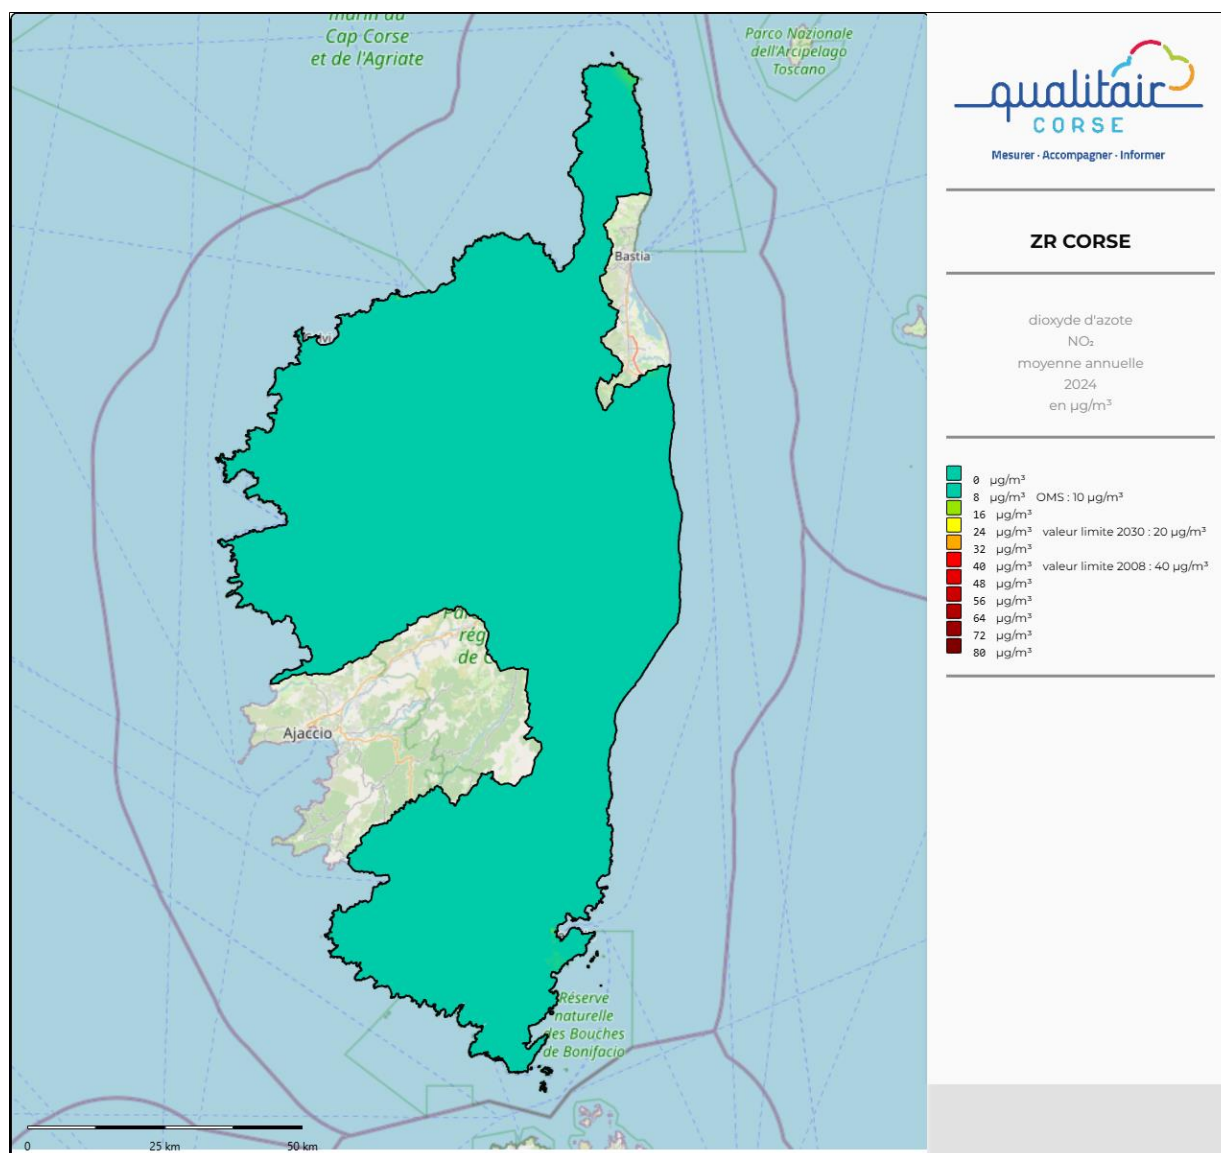 marin du
Cap Corse
et de l'Agriate
Parco Nazionale
dell'Arcipelago
Toscano
Bastia
Ajaccio
Réserve
naturelle
des Bouches
de Bonifacio
0 25 km 50 km
qualitair
CORSE
Mesurer · Accompagner · Informer
ZR CORSE
dioxyde d'azote
NO₂
moyenne annuelle
2024
en µg/m³
0 µg/m³
8 µg/m³ OMS : 10 µg/m³
16 µg/m³
24 µg/m³ valeur limite 2030 : 20 µg/m³
32 µg/m³
40 µg/m³ valeur limite 2008 : 40 µg/m³
48 µg/m³
56 µg/m³
64 µg/m³
72 µg/m³
80 µg/m³